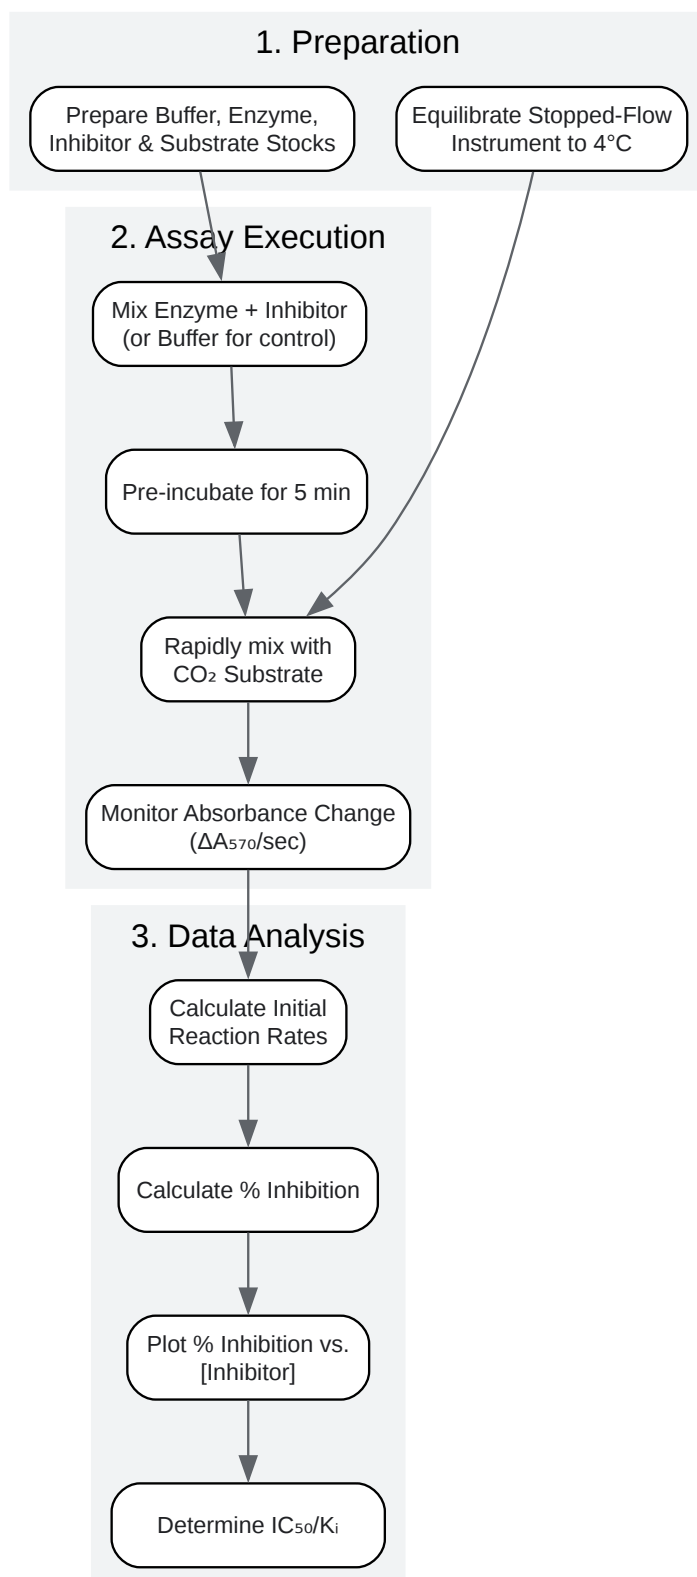 1. Preparation
Prepare Buffer, Enzyme,
Inhibitor & Substrate Stocks
Equilibrate Stopped-Flow
Instrument to 4°C
2. Assay Execution
Mix Enzyme + Inhibitor
(or Buffer for control)
Pre-incubate for 5 min
Rapidly mix with
CO₂ Substrate
Monitor Absorbance Change
(ΔA₅₇₀/sec)
3. Data Analysis
Calculate Initial
Reaction Rates
Calculate % Inhibition
Plot % Inhibition vs.
[Inhibitor]
Determine IC₅₀/Kᵢ